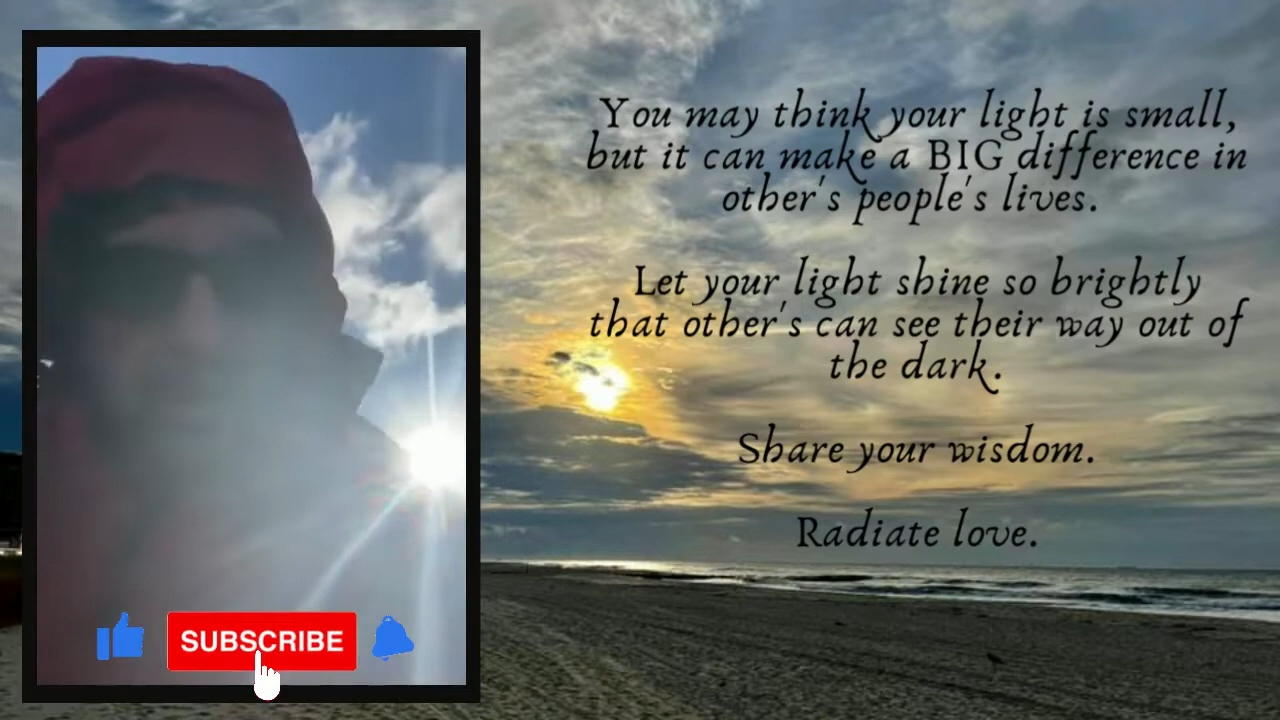 You may think your light is small,
but it can make a BIG difference in
other's people's lives.
Let your light shine so brightly
that other's can see their way out of
the dark.
Share your wisdom.
Radiate love.
SUBSCRIBE